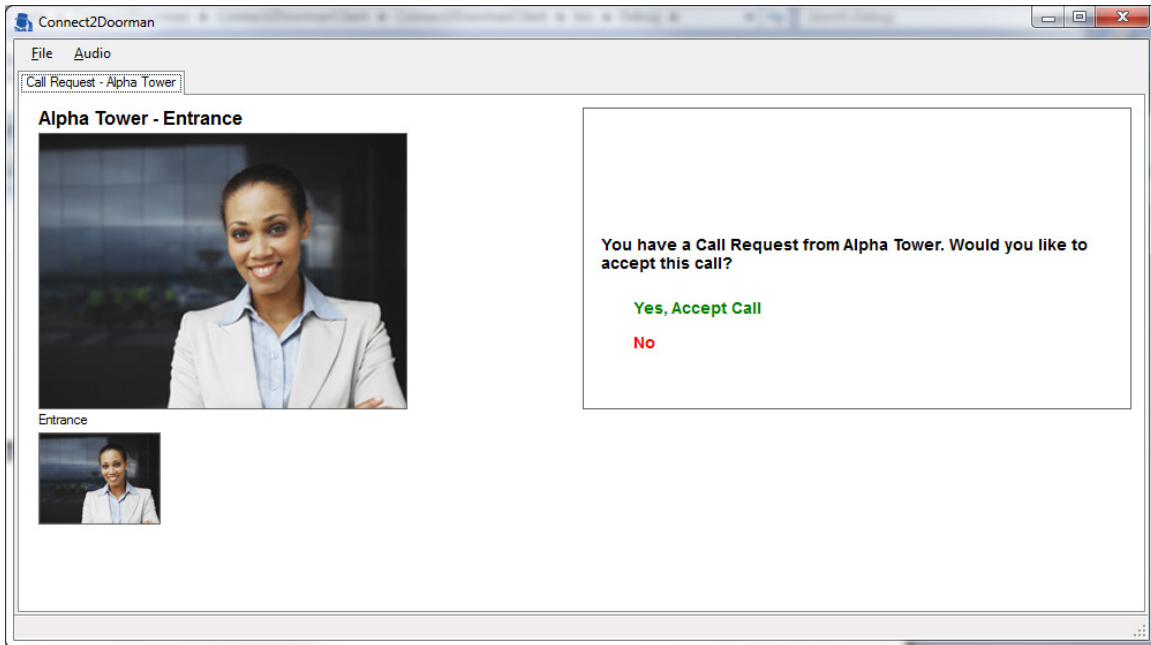 Connect2Doorman
File Audio
Call Request - Alpha Tower
Alpha Tower - Entrance
You have a Call Request from Alpha Tower. Would you like to
accept this call?
Yes, Accept Call
No
Entrance